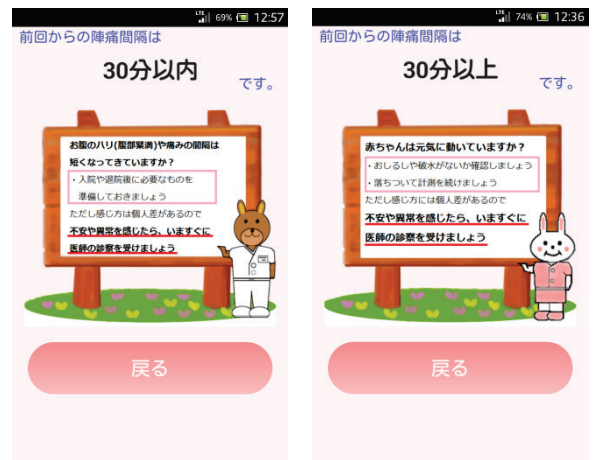 LTE 69% 12:57
前回からの陣痛間隔は
30分以内
です。
お腹のハリ(腹部緊満)や痛みの間隔は
短くなってきていますか？
・入院や退院後に必要なものを
準備しておきましょう
ただし感じ方は個人差があるので
不安や異常を感じたら、いますぐに
医師の診察を受けましょう
戻る
LTE 74% 12:36
前回からの陣痛間隔は
30分以上
です。
赤ちゃんは元気に動いていますか？
・おしるしや破水がないか確認しましょう
・落ちついて計測を続けましょう
ただし感じ方は個人差があるので
不安や異常を感じたら、いますぐに
医師の診察を受けましょう
戻る